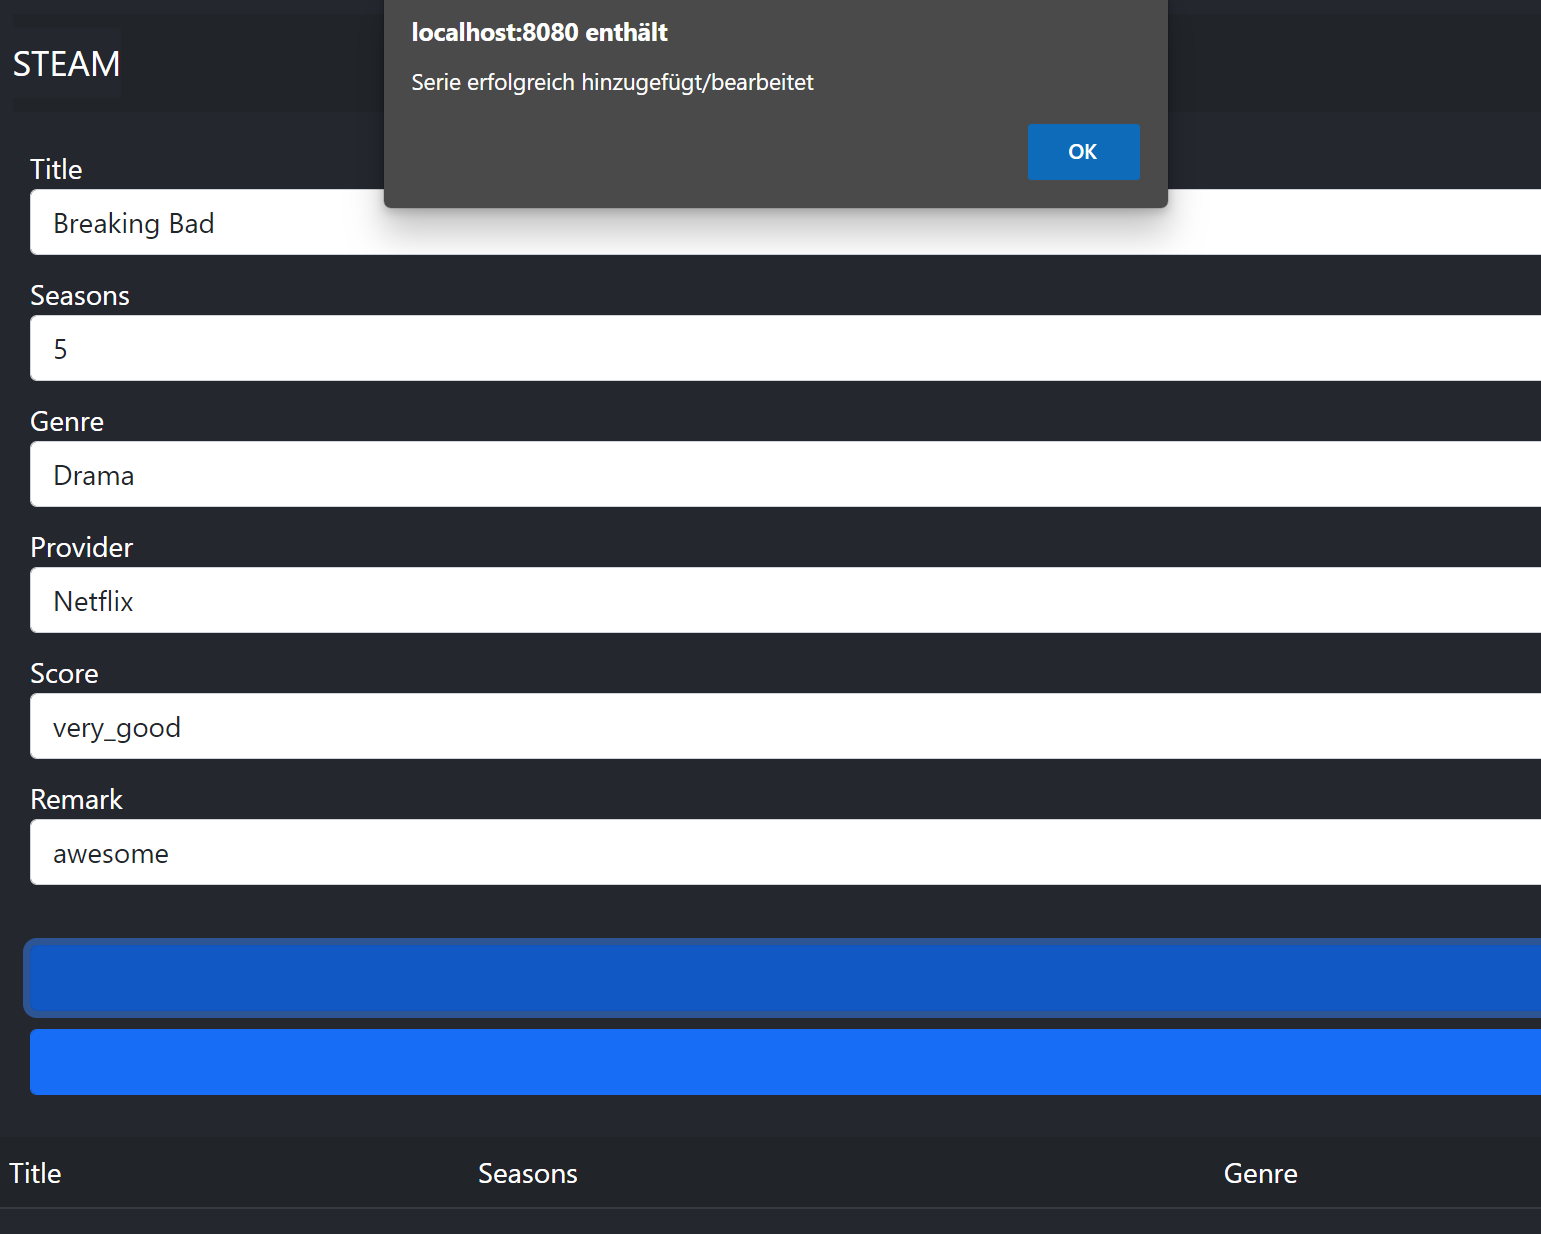 localhost:8080 enthält
Serie erfolgreich hinzugefügt/bearbeitet
OK
STEAM
Title
Breaking Bad
Seasons
5
Genre
Drama
Provider
Netflix
Score
very_good
Remark
awesome
Title Seasons Genre